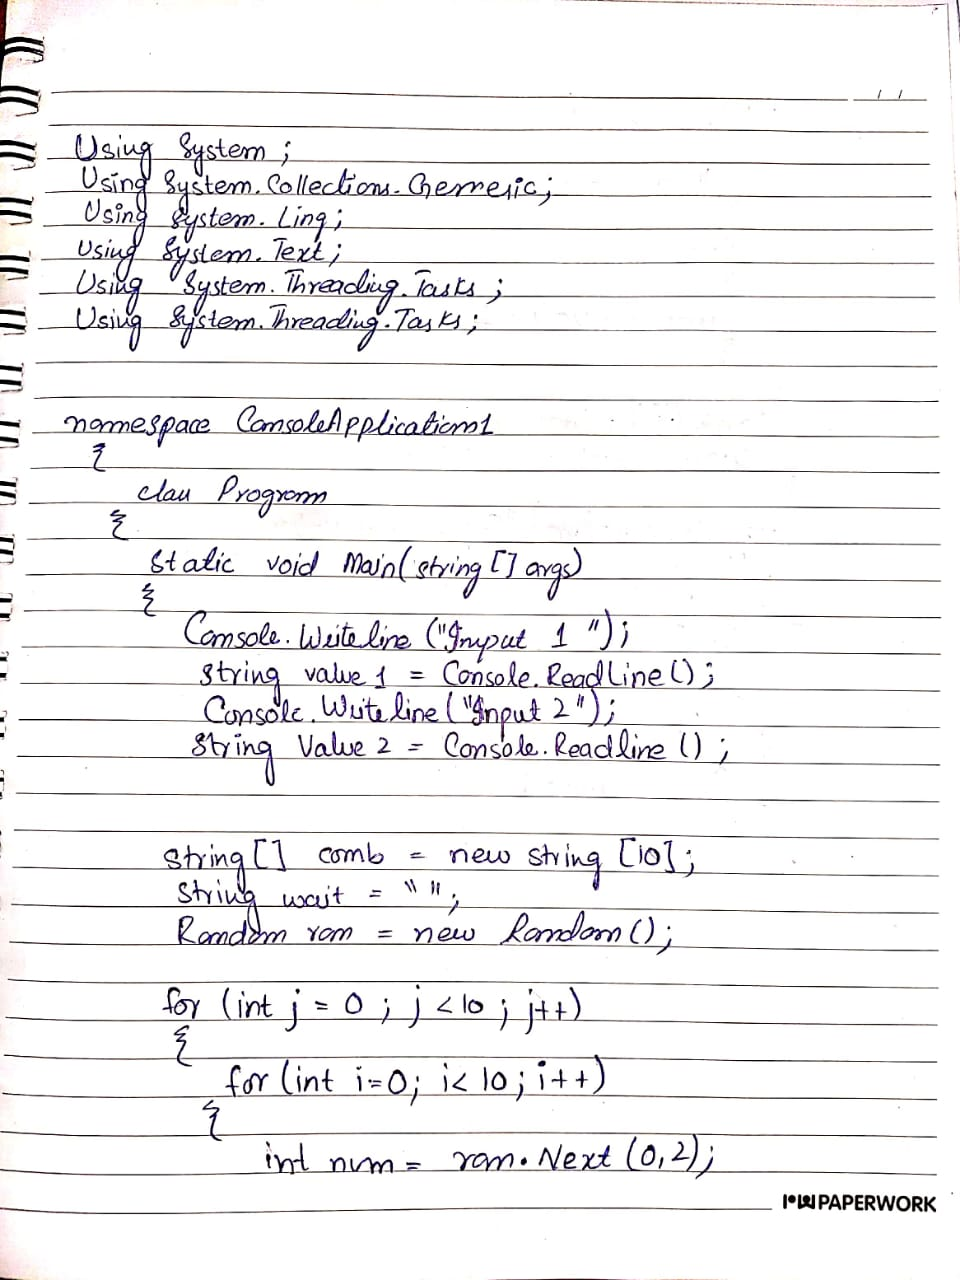 / /
Using System ;
Using System.Collections.Generic;
Using System.Linq;
Using System.Text;
Using System.Threading.Tasks ;
Using System.Threading.Tasks;
namespace ConsoleApplication1
{
class Program
{
static void Main(string [] args)
{
Console.Writeline ("Input 1 ");
string value 1 = Console.ReadLine();
Console.Writeline ("Input 2");
String Value 2 = Console.Readline () ;
string[] comb = new string [10];
string wait = " ";
Random ran = new Random();
for (int j = 0 ; j < 10 ; j++)
{
for (int i=0; i< 10; i++)
{
int num = ran.Next (0,2);
PAPERWORK